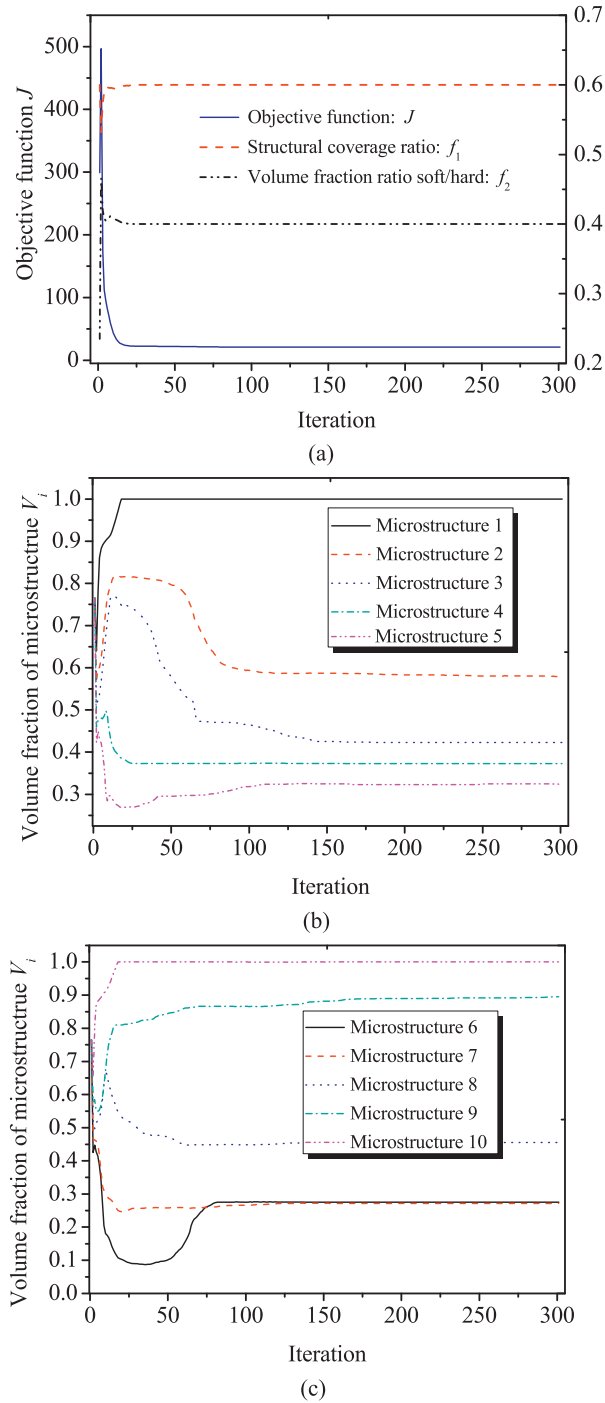 500
400
300
200
100
0
Objective function J
0.7
0.6
0.5
0.4
0.3
0.2
Objective function: J
Structural coverage ratio: f1
Volume fraction ratio soft/hard: f2
0 50 100 150 200 250 300
Iteration
(a)
1.0
0.9
0.8
0.7
0.6
0.5
0.4
0.3
Volume fraction of microstructrue Vi
Microstructure 1
Microstructure 2
Microstructure 3
Microstructure 4
Microstructure 5
0 50 100 150 200 250 300
Iteration
(b)
1.0
0.9
0.8
0.7
0.6
0.5
0.4
0.3
0.2
0.1
0.0
Volume fraction of microstructrue Vi
Microstructure 6
Microstructure 7
Microstructure 8
Microstructure 9
Microstructure 10
0 50 100 150 200 250 300
Iteration
(c)